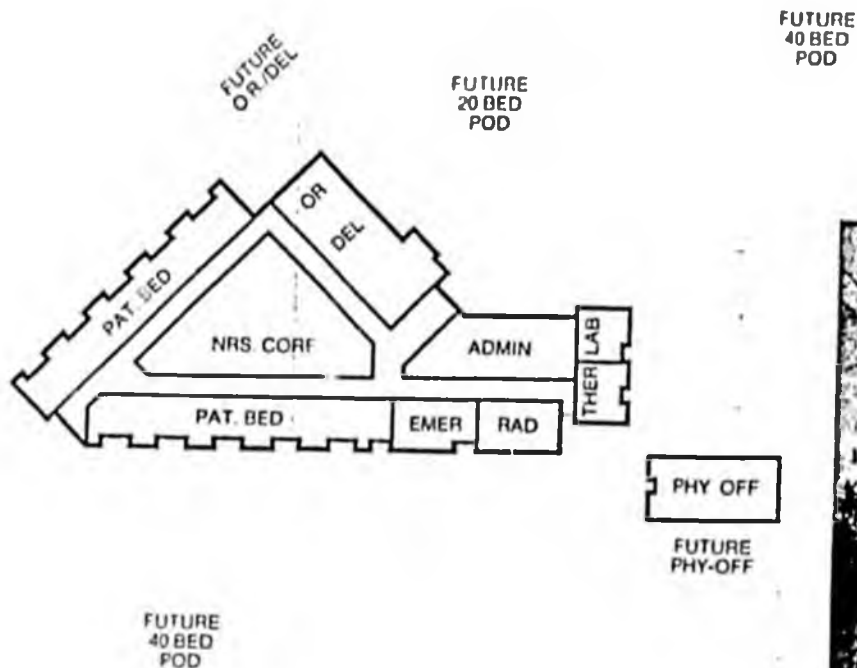 FUTURE
40 BED
POD
FUTURE
OR/DEL
FUTURE
20 BED
POD
OR
DEL
PAT. BED
NRS. CORE
ADMIN
LAB
THER
PAT. BED
EMER
RAD
PHY OFF
FUTURE
PHY-OFF
FUTURE
40 BED
POD